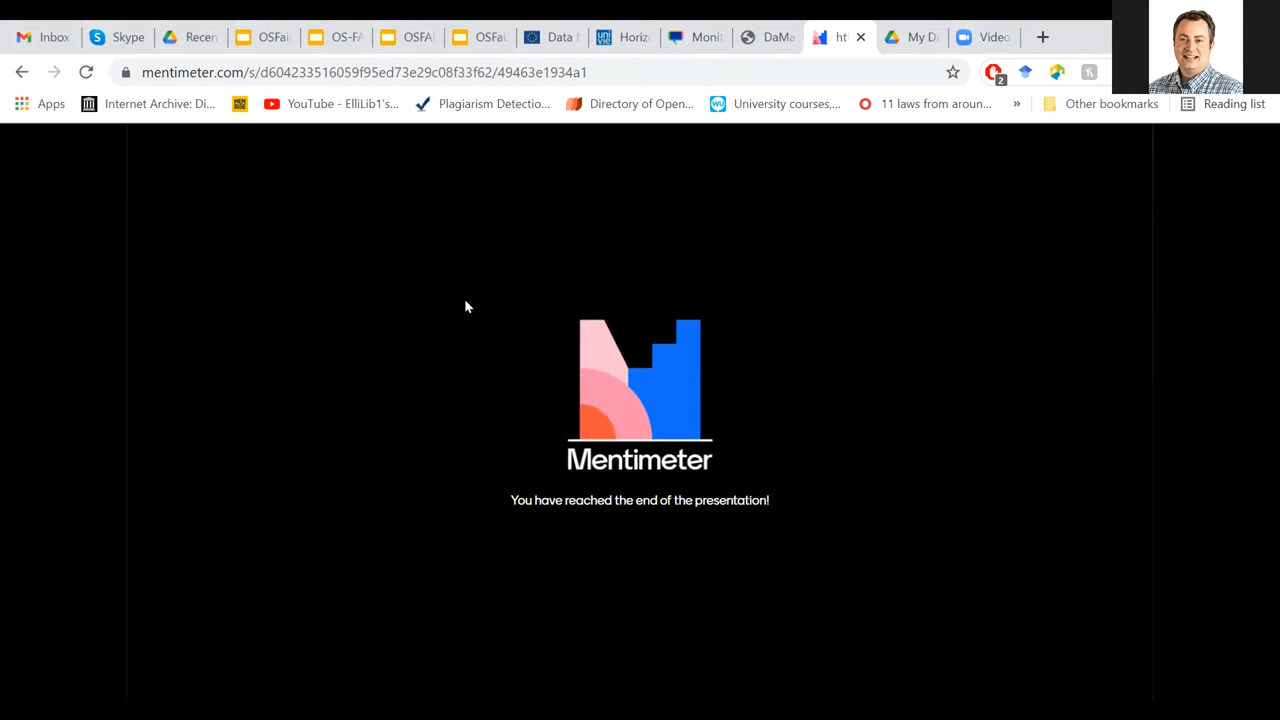 Inbox Skype Recen OSFai OS-FA OSFA OSFai Data Horiz Monit DaMa ht My D Video
mentimeter.com/s/d604233516059f95ed73e29c08f33f62/49463e1934a1 2
Apps Internet Archive: Di... YouTube - ElliLib1's... Plagiarism Detectio... Directory of Open... University courses,... 11 laws from aroun... » Other bookmarks Reading list
Mentimeter
You have reached the end of the presentation!